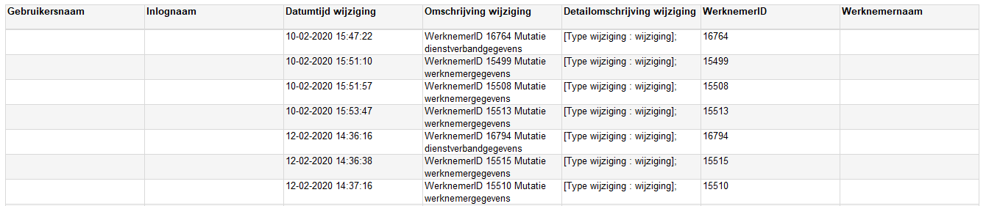 Gebruikersnaam Inlognaam Datumtijd wijziging Omschrijving wijziging Detailomschrijving wijziging WerknemerID Werknemernaam
10-02-2020 15:47:22 WerknemerID 16764 Mutatie [Type wijziging : wijziging]; 16764
dienstverbandgegevens
10-02-2020 15:51:10 WerknemerID 15499 Mutatie [Type wijziging : wijziging]; 15499
werknemergegevens
10-02-2020 15:51:57 WerknemerID 15508 Mutatie [Type wijziging : wijziging]; 15508
werknemergegevens
10-02-2020 15:53:47 WerknemerID 15513 Mutatie [Type wijziging : wijziging]; 15513
werknemergegevens
12-02-2020 14:36:16 WerknemerID 16794 Mutatie [Type wijziging : wijziging]; 16794
dienstverbandgegevens
12-02-2020 14:36:38 WerknemerID 15515 Mutatie [Type wijziging : wijziging]; 15515
werknemergegevens
12-02-2020 14:37:16 WerknemerID 15510 Mutatie [Type wijziging : wijziging]; 15510
werknemergegevens